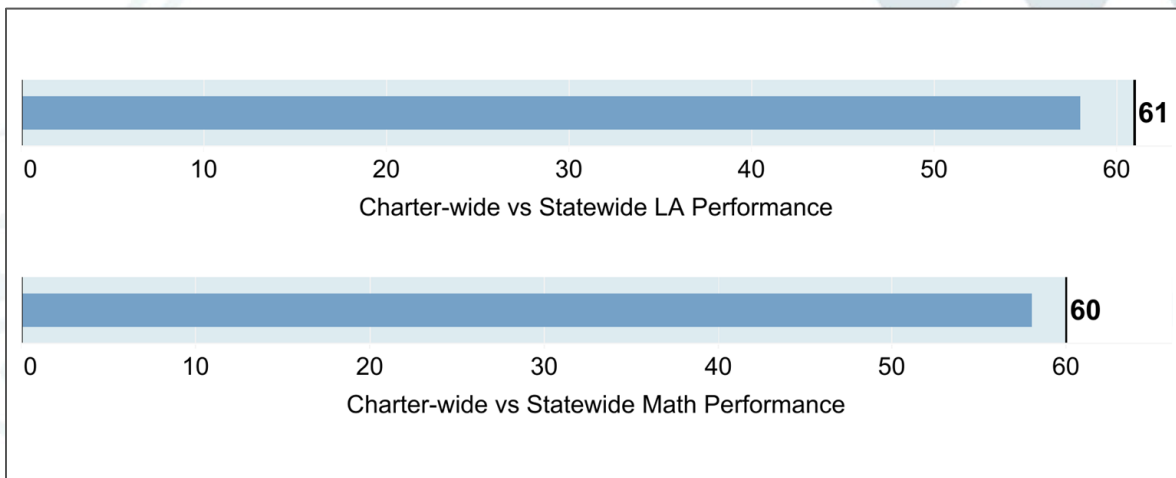 61
0 10 20 30 40 50 60
Charter-wide vs Statewide LA Performance
60
0 10 20 30 40 50 60
Charter-wide vs Statewide Math Performance